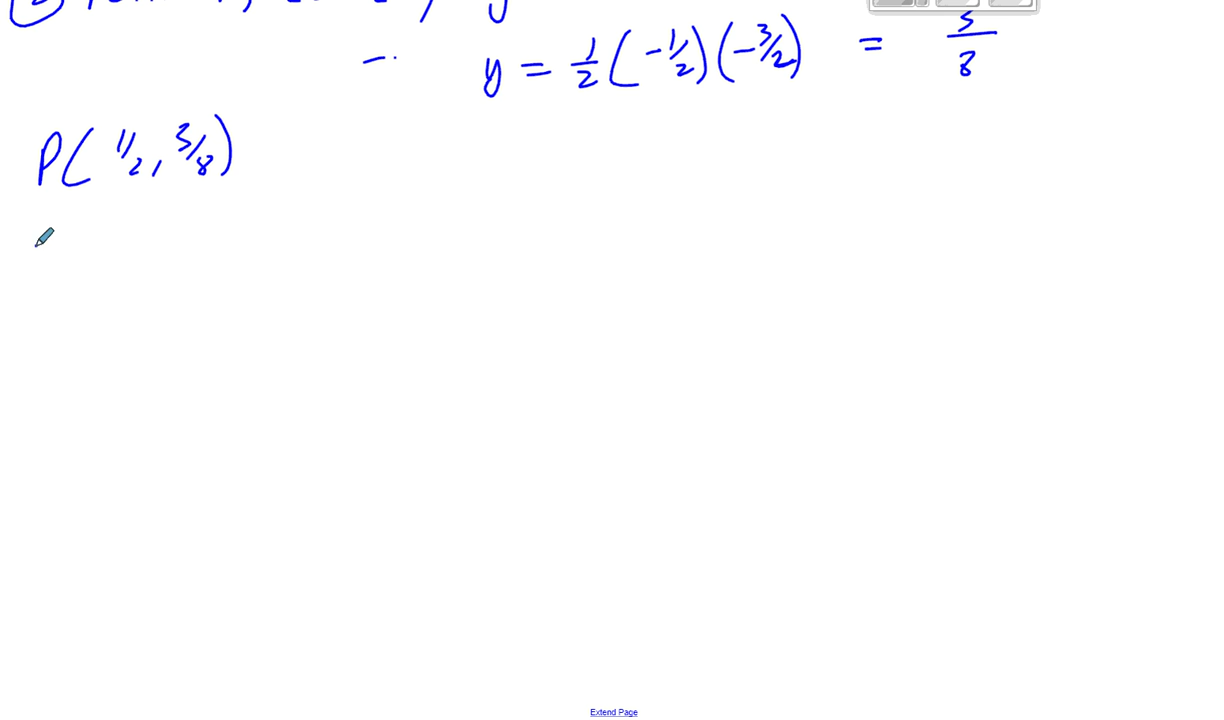 y = 1/2 (-1/2)(-3/2) = 3/8
P( 1/2, 3/8 )
Extend Page